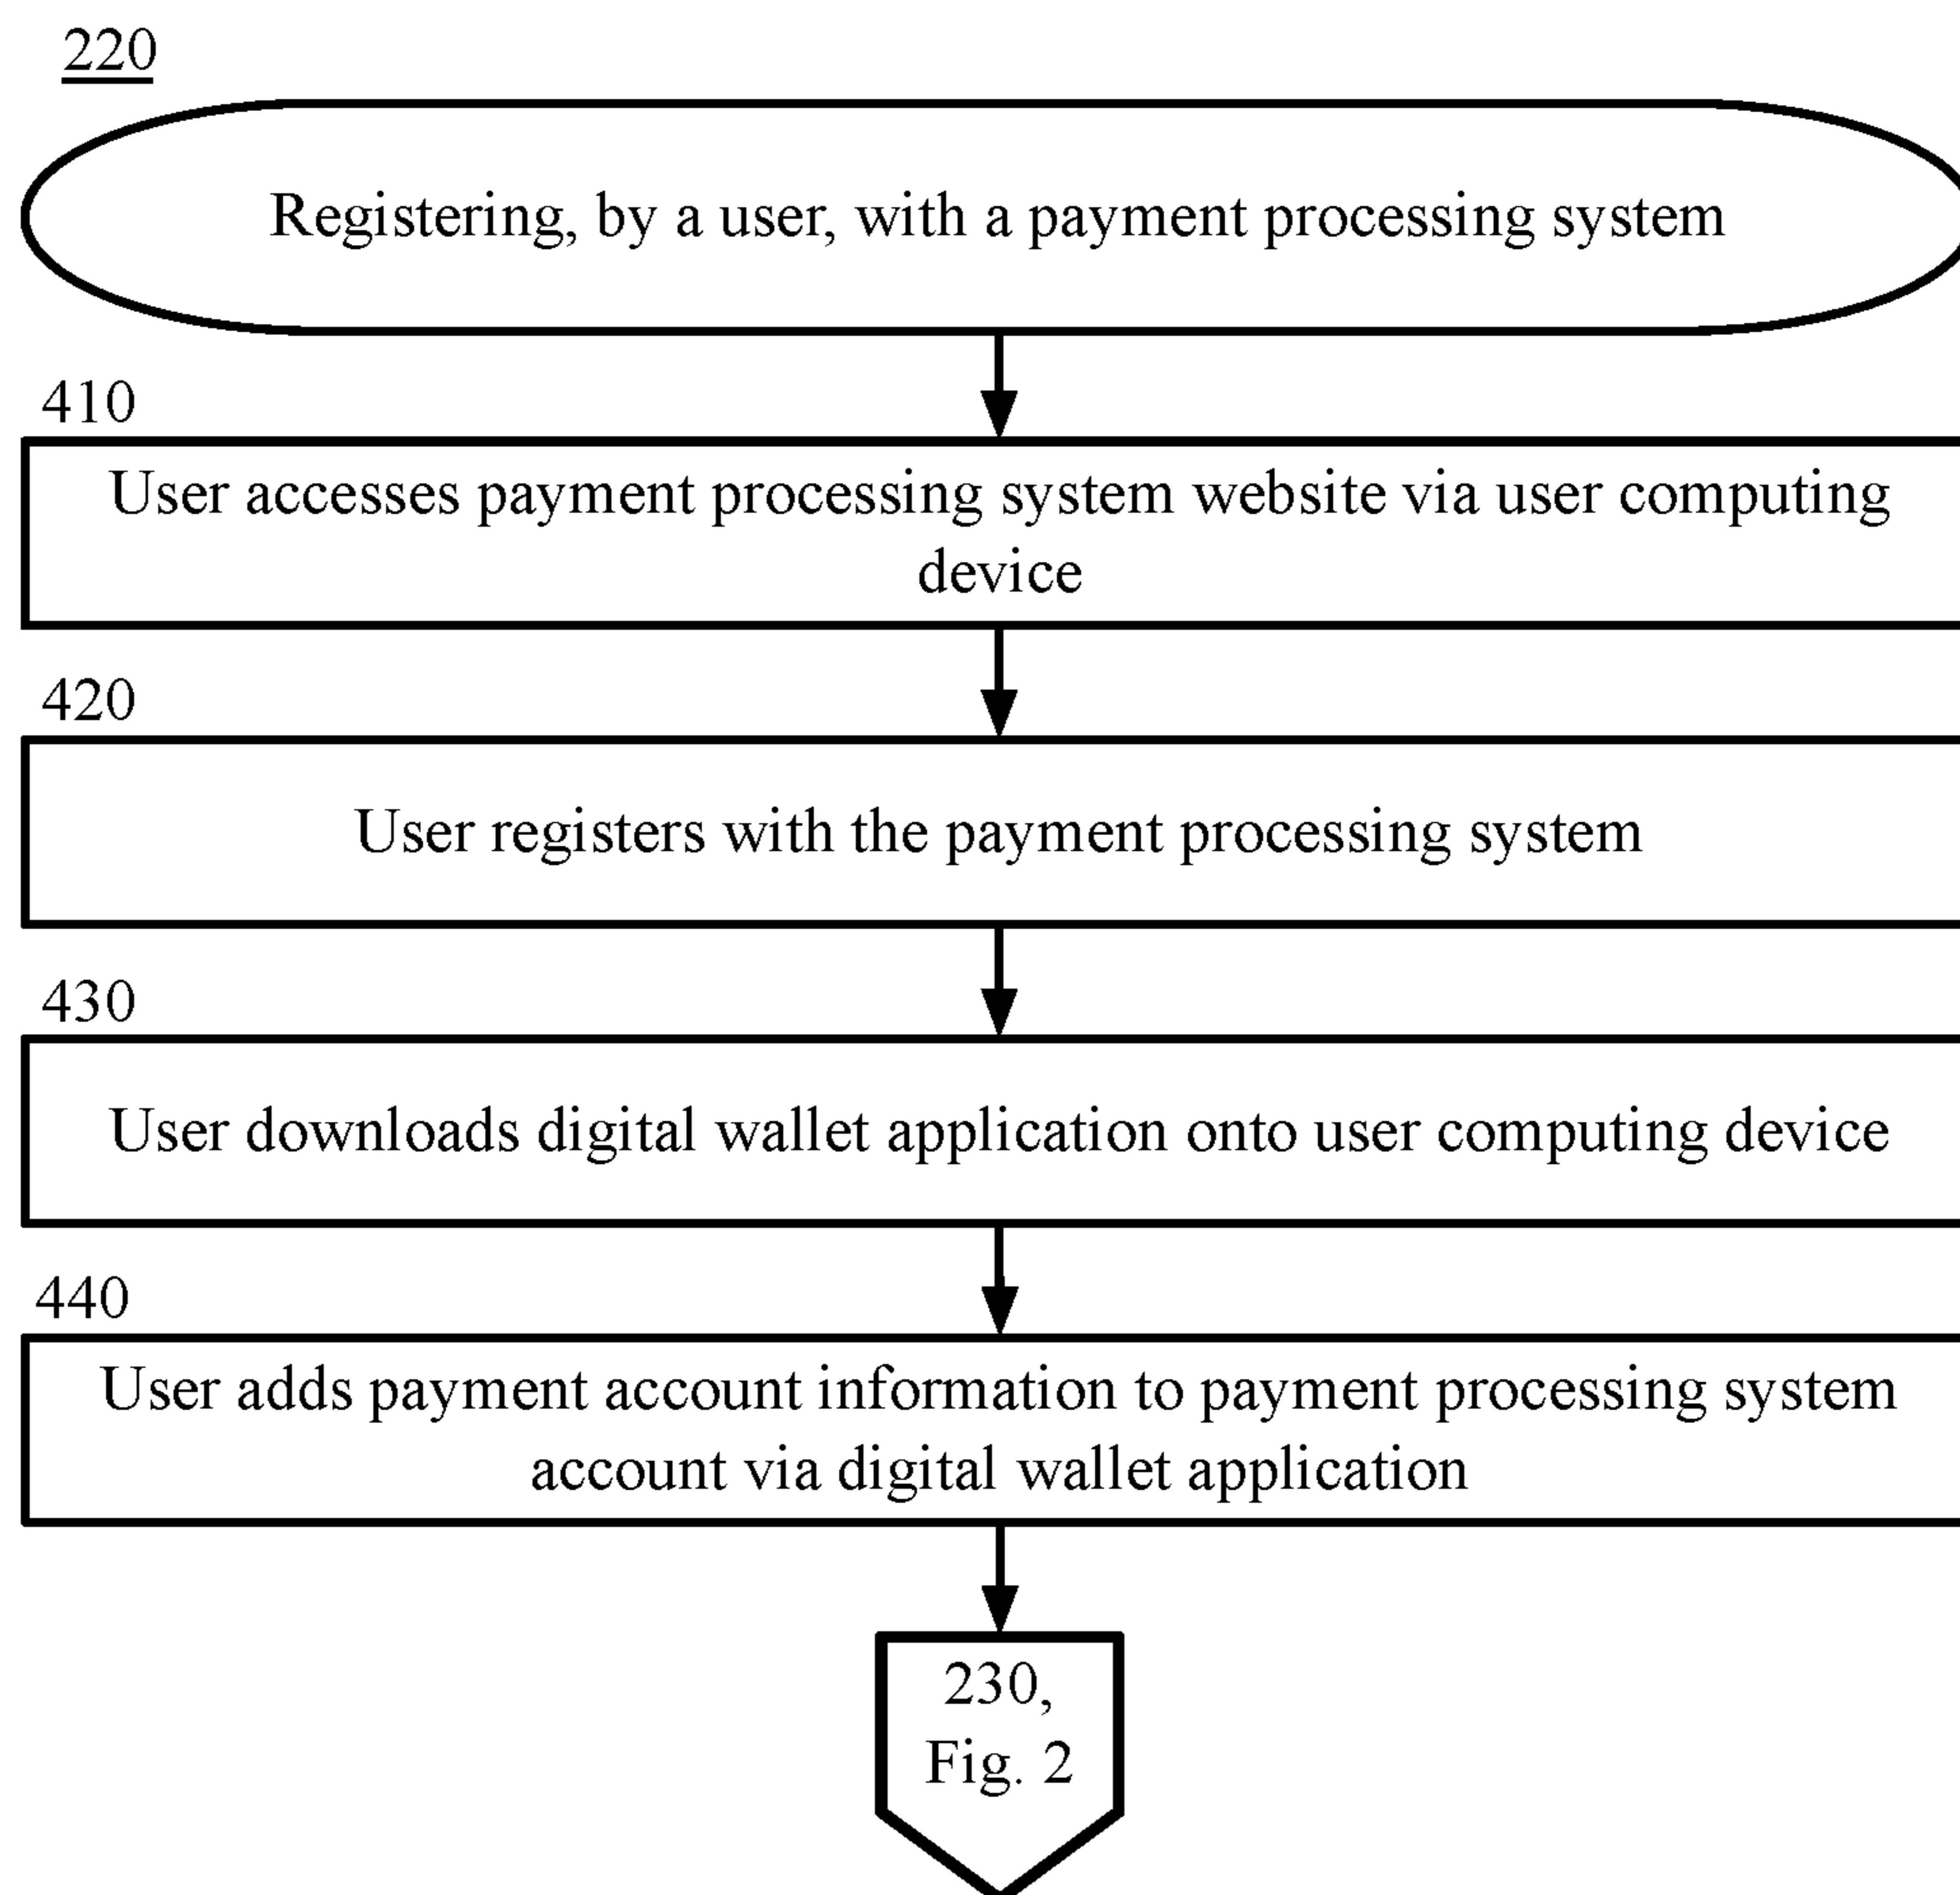 220
Registering, by a user, with a payment processing system
410
User accesses payment processing system website via user computing
device
420
User registers with the payment processing system
430
User downloads digital wallet application onto user computing device
440
User adds payment account information to payment processing system
account via digital wallet application
230,
Fig. 2